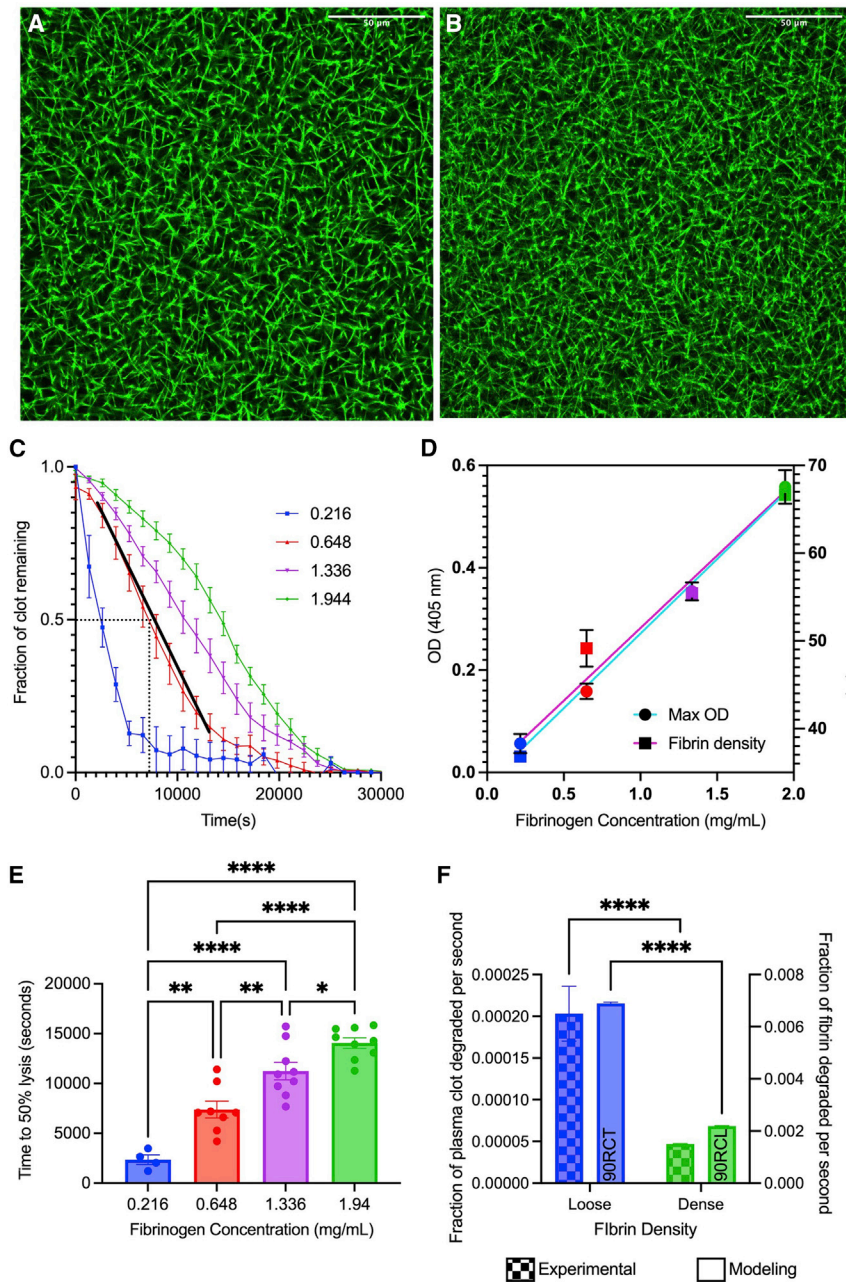 A
50 μm
B
50 μm
C
1.0
0.5
0.0
Fraction of clot remaining
0.216
0.648
1.336
1.944
0
10000
20000
30000
Time(s)
D
0.6
0.4
0.2
0.0
OD (405 nm)
70
60
50
40
Max OD
Fibrin density
0.0
0.5
1.0
1.5
2.0
Fibrinogen Concentration (mg/mL)
E
****
****
****
**
**
*
20000
15000
10000
5000
0
Time to 50% lysis (seconds)
0.216
0.648
1.336
1.94
Fibrinogen Concentration (mg/mL)
F
****
****
0.00025
0.00020
0.00015
0.00010
0.00005
0.00000
Fraction of plasma clot degraded per second
0.008
0.006
0.004
0.002
0.000
Fraction of fibrin degraded per second
90RCT
90RCL
Loose
Dense
FIbrin Density
Experimental
Modeling